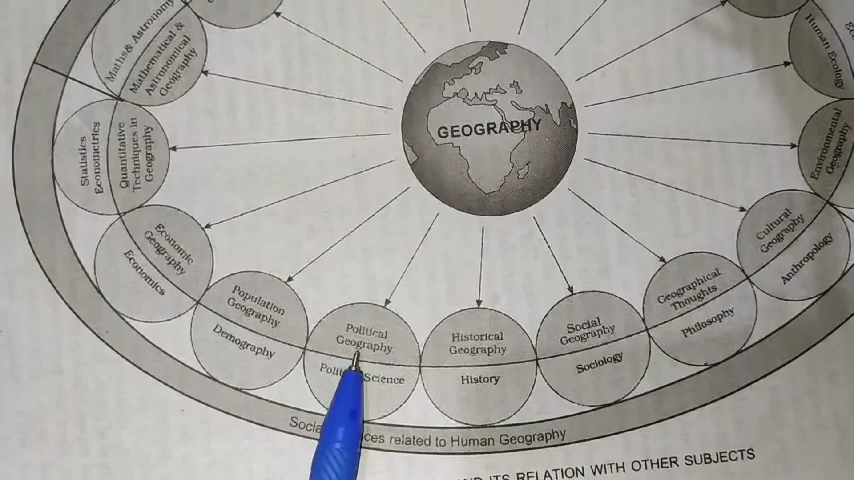 Maths & Astronomy
Mathematical &
Astronomical
Geography
Human Ecology
GEOGRAPHY
Statistics
Econometrics
Quantitative
Techniques in
Geography
Environmental
Geography
Economic
Geography
Economics
Cultural
Geography
Anthropology
Population
Geography
Demography
Political
Geography
Science
Historical
Geography
History
Social
Geography
Sociology
Geographical
Thoughts
Philosophy
related to Human Geography
ITS RELATION WITH OTHER SUBJECTS